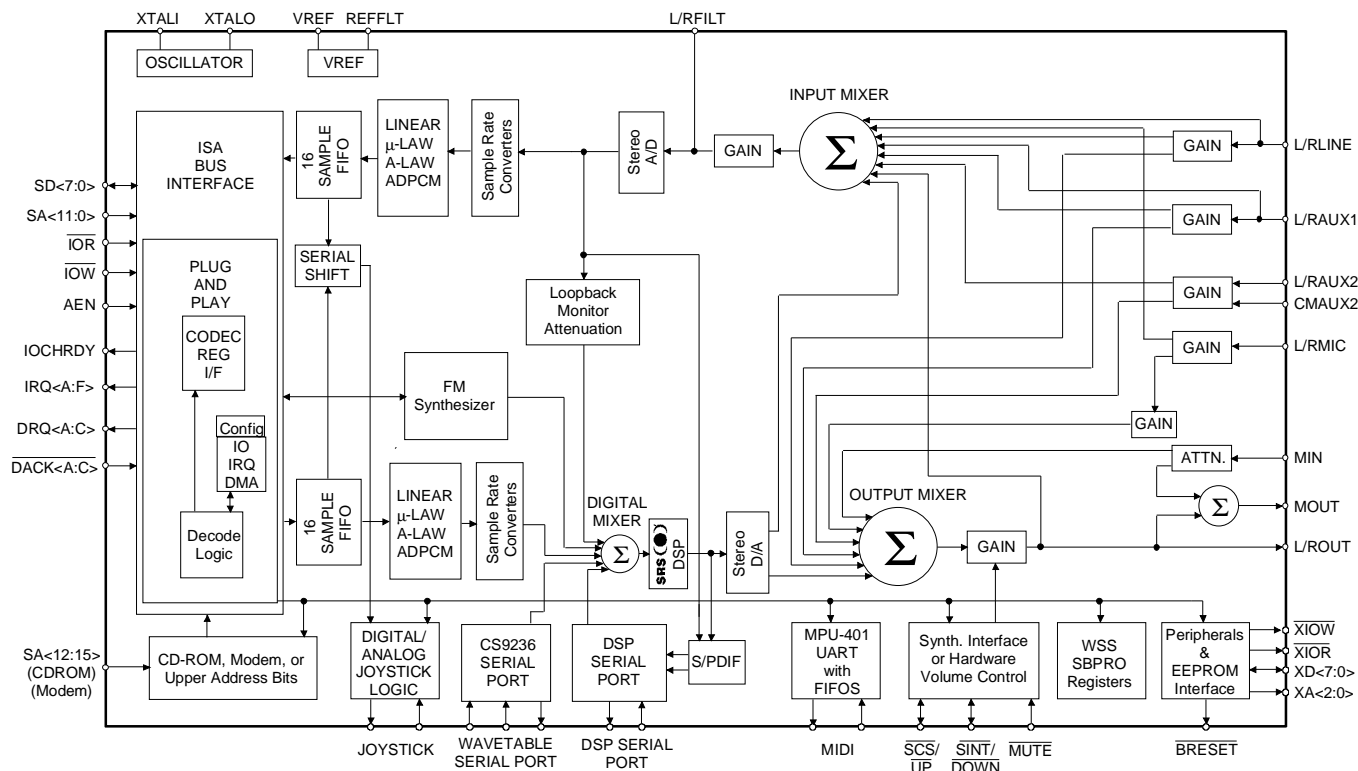 XTALI
XTALO
VREF
REFFLT
L/RFILT
OSCILLATOR
VREF
INPUT MIXER
ISA
BUS
INTERFACE
16
SAMPLE
FIFO
LINEAR
μ-LAW
A-LAW
ADPCM
Sample Rate
Converters
Stereo
A/D
GAIN
Σ
GAIN
L/RLINE
SD<7:0>
SA<11:0>
IOR
IOW
AEN
IOCHRDY
IRQ<A:F>
DRQ<A:C>
DACK<A:C>
GAIN
L/RAUX1
PLUG
AND
PLAY
SERIAL
SHIFT
Loopback
Monitor
Attenuation
GAIN
L/RAUX2
CMAUX2
CODEC
REG
I/F
GAIN
L/RMIC
FM
Synthesizer
GAIN
Config
IO
IRQ
DMA
Decode
Logic
16
SAMPLE
FIFO
LINEAR
μ-LAW
A-LAW
ADPCM
Sample Rate
Converters
DIGITAL
MIXER
Σ
SRS
DSP
Stereo
D/A
OUTPUT MIXER
Σ
GAIN
ATTN.
MIN
Σ
MOUT
L/ROUT
SA<12:15>
(CDROM)
(Modem)
CD-ROM, Modem, or
Upper Address Bits
DIGITAL/
ANALOG
JOYSTICK
LOGIC
CS9236
SERIAL
PORT
DSP
SERIAL
PORT
S/PDIF
MPU-401
UART
with
FIFOS
Synth. Interface
or Hardware
Volume Control
WSS
SBPRO
Registers
Peripherals
&
EEPROM
Interface
XIOW
XIOR
XD<7:0>
XA<2:0>
JOYSTICK
WAVETABLE
SERIAL PORT
DSP SERIAL
PORT
MIDI
SCS/
UP
SINT/
DOWN
MUTE
BRESET